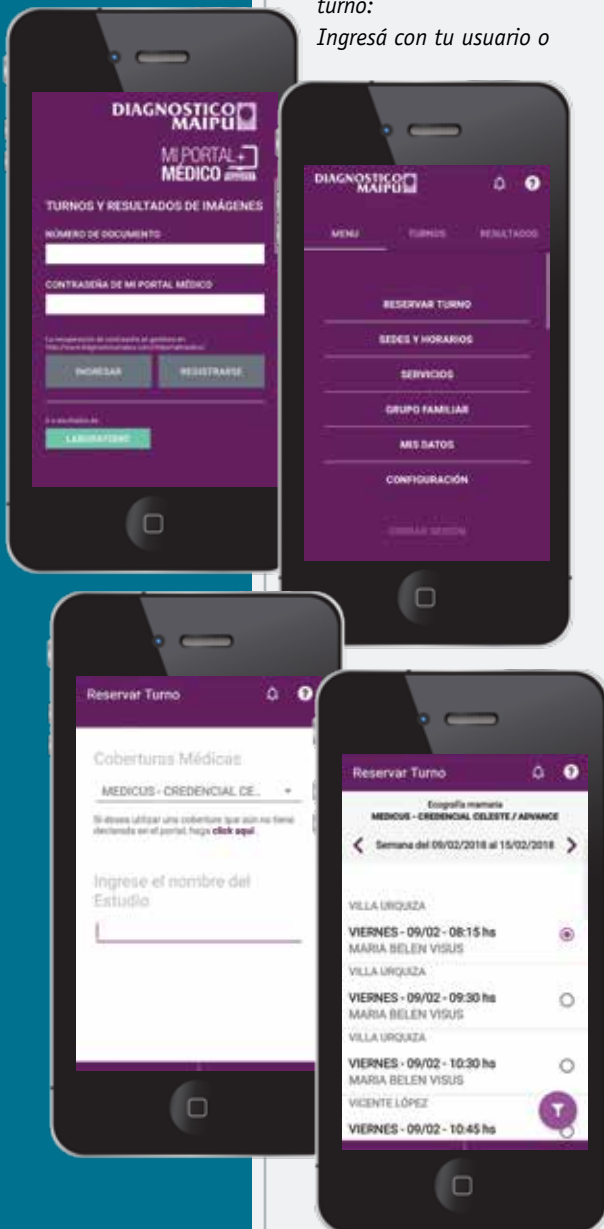 turno:
Ingresá con tu usuario o
DIAGNOSTICO
MAIPU
MI PORTAL+
MÉDICO
TURNOS Y RESULTADOS DE IMÁGENES
NÚMERO DE DOCUMENTO
CONTRASEÑA DE MI PORTAL MÉDICO
INGRESAR
REGISTRARSE
LABORATORIO
DIAGNOSTICO
MAIPU
?
MENU
TURNOS
RESULTADOS
RESERVAR TURNO
SEDES Y HORARIOS
SERVICIOS
GRUPO FAMILIAR
MIS DATOS
CONFIGURACIÓN
CERRAR SESIÓN
Reservar Turno
?
Coberturas Médicas
MEDICUS - CREDENCIAL CE..
Si desea utilizar una cobertura que aún no tiene
declarada en el portal, haga click aquí
Ingrese el nombre del
Estudio
Reservar Turno
?
Ecografía mamaria
MEDICUS - CREDENCIAL CELESTE / ADVANCE
Semana del 09/02/2018 al 15/02/2018
VILLA URQUIZA
VIERNES - 09/02 - 08:15 hs
MARIA BELEN VISUS
VILLA URQUIZA
VIERNES - 09/02 - 09:30 hs
MARIA BELEN VISUS
VILLA URQUIZA
VIERNES - 09/02 - 10:30 hs
MARIA BELEN VISUS
VICENTE LÓPEZ
VIERNES - 09/02 - 10:45 hs